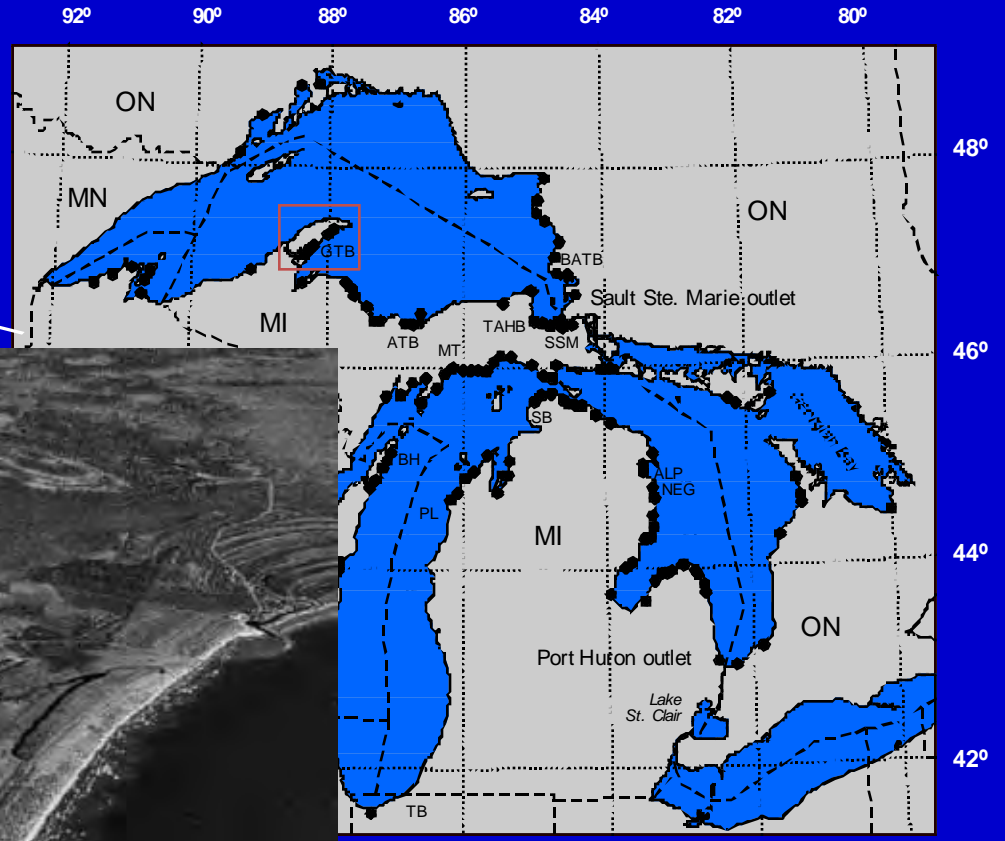 92º 90º 88º 86º 84º 82º 80º
ON
48º
MN
ON
GTB
BATB
Sault Ste. Marie outlet
MI
TAHB
SSM
ATB
MT
46º
SB
Georgian Bay
BH
ALP
NEG
PL
MI
44º
ON
Port Huron outlet
Lake
St. Clair
42º
TB